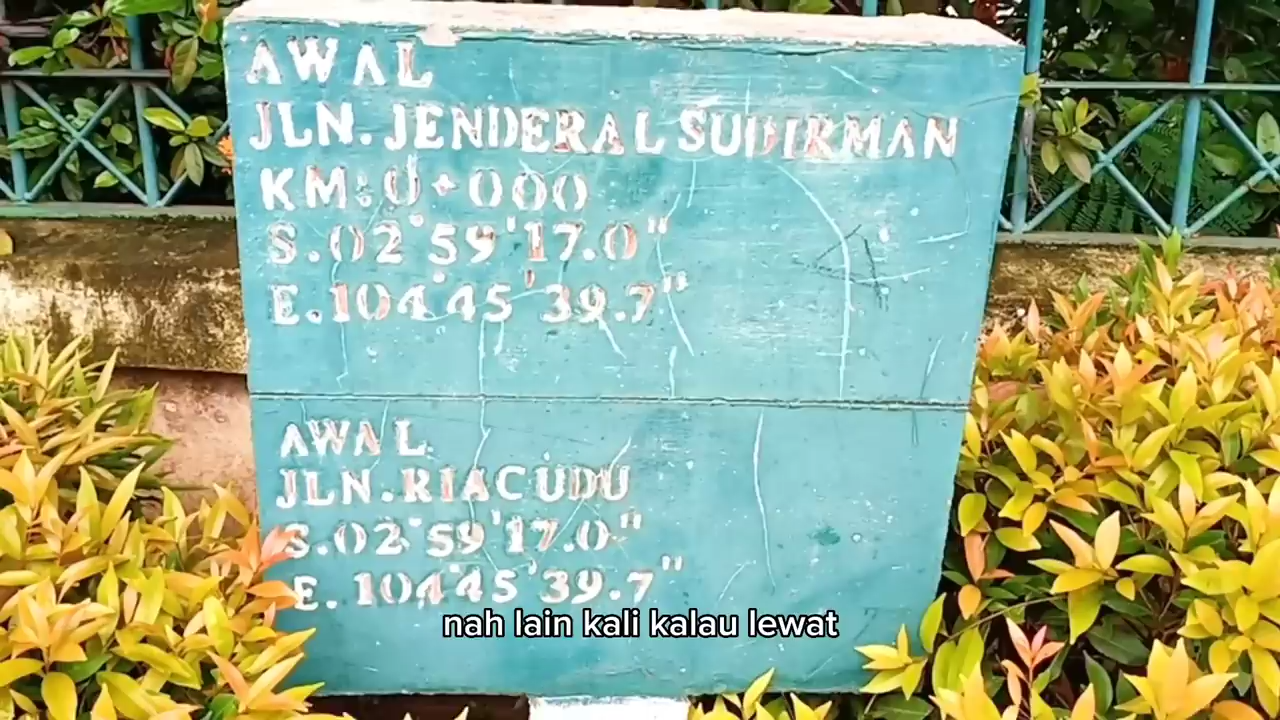 AWAL
JLN. JENDERAL SUDIRMAN
KM:0+000
S.02°59'17.0"
E.104°45'39.7"
AWAL
JLN. RIACUDU
S.02°59'17.0"
E.104°45'39.7"
nah lain kali kalau lewat